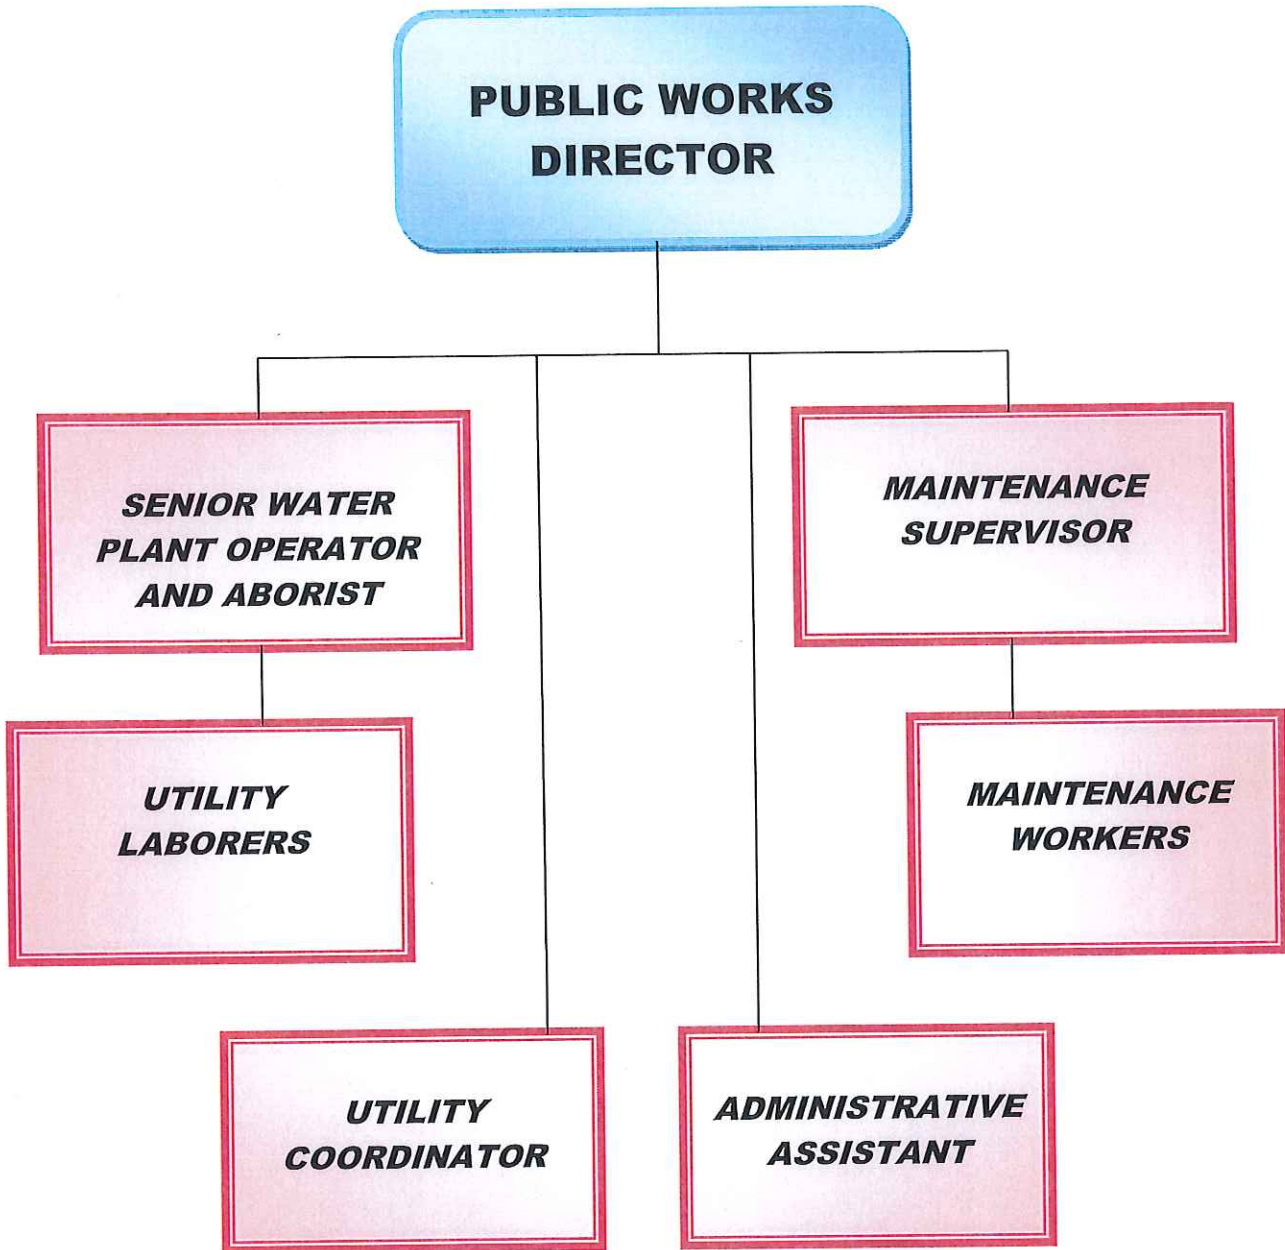 PUBLIC WORKS
DIRECTOR
SENIOR WATER
PLANT OPERATOR
AND ABORIST
MAINTENANCE
SUPERVISOR
UTILITY
LABORERS
MAINTENANCE
WORKERS
UTILITY
COORDINATOR
ADMINISTRATIVE
ASSISTANT